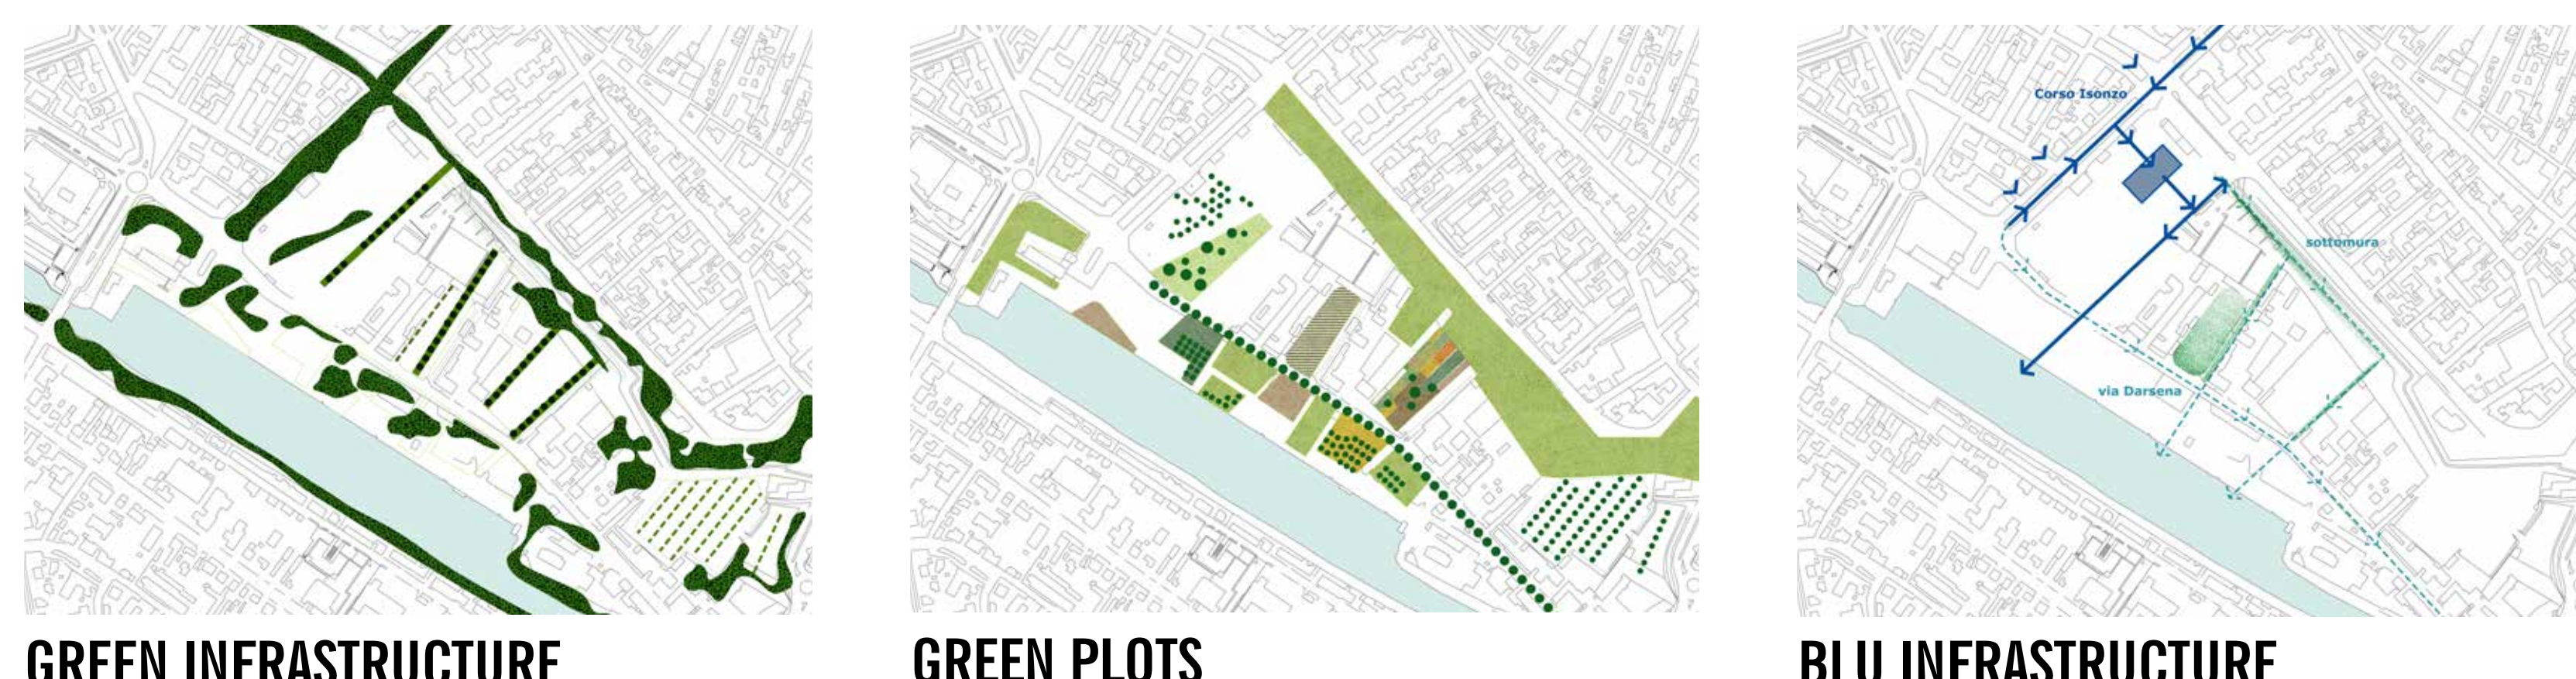 Corso Isonzo
sottomura
via Darsena
GREEN INFRASTRUCTURE
GREEN PLOTS
BLU INFRASTRUCTURE